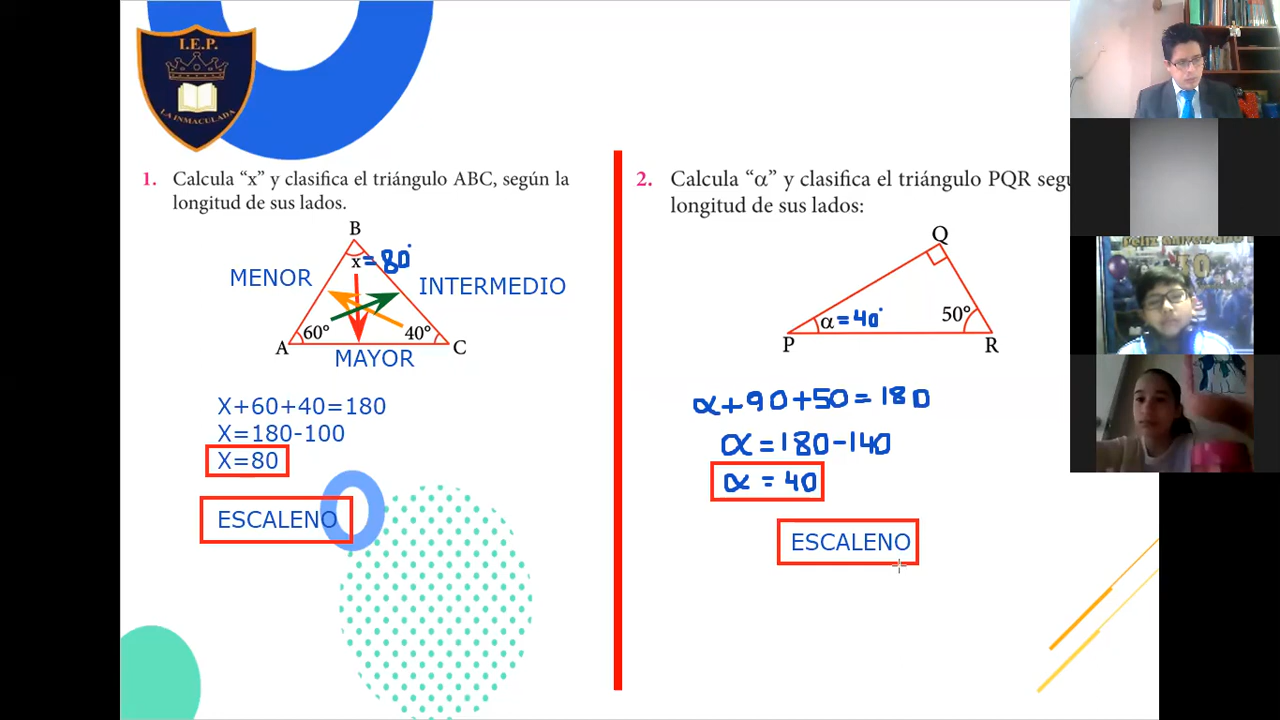 I.E.P.
LA INMACULADA
1. Calcula “x” y clasifica el triángulo ABC, según la
longitud de sus lados.
B
x = 80°
MENOR
INTERMEDIO
60°
40°
A
C
MAYOR
X+60+40=180
X=180-100
X=80
ESCALENO
2. Calcula “α” y clasifica el triángulo PQR segu
longitud de sus lados:
Q
α = 40°
50°
P
R
α+90+50=180
α=180-140
α = 40
ESCALENO
Feliz aniversario